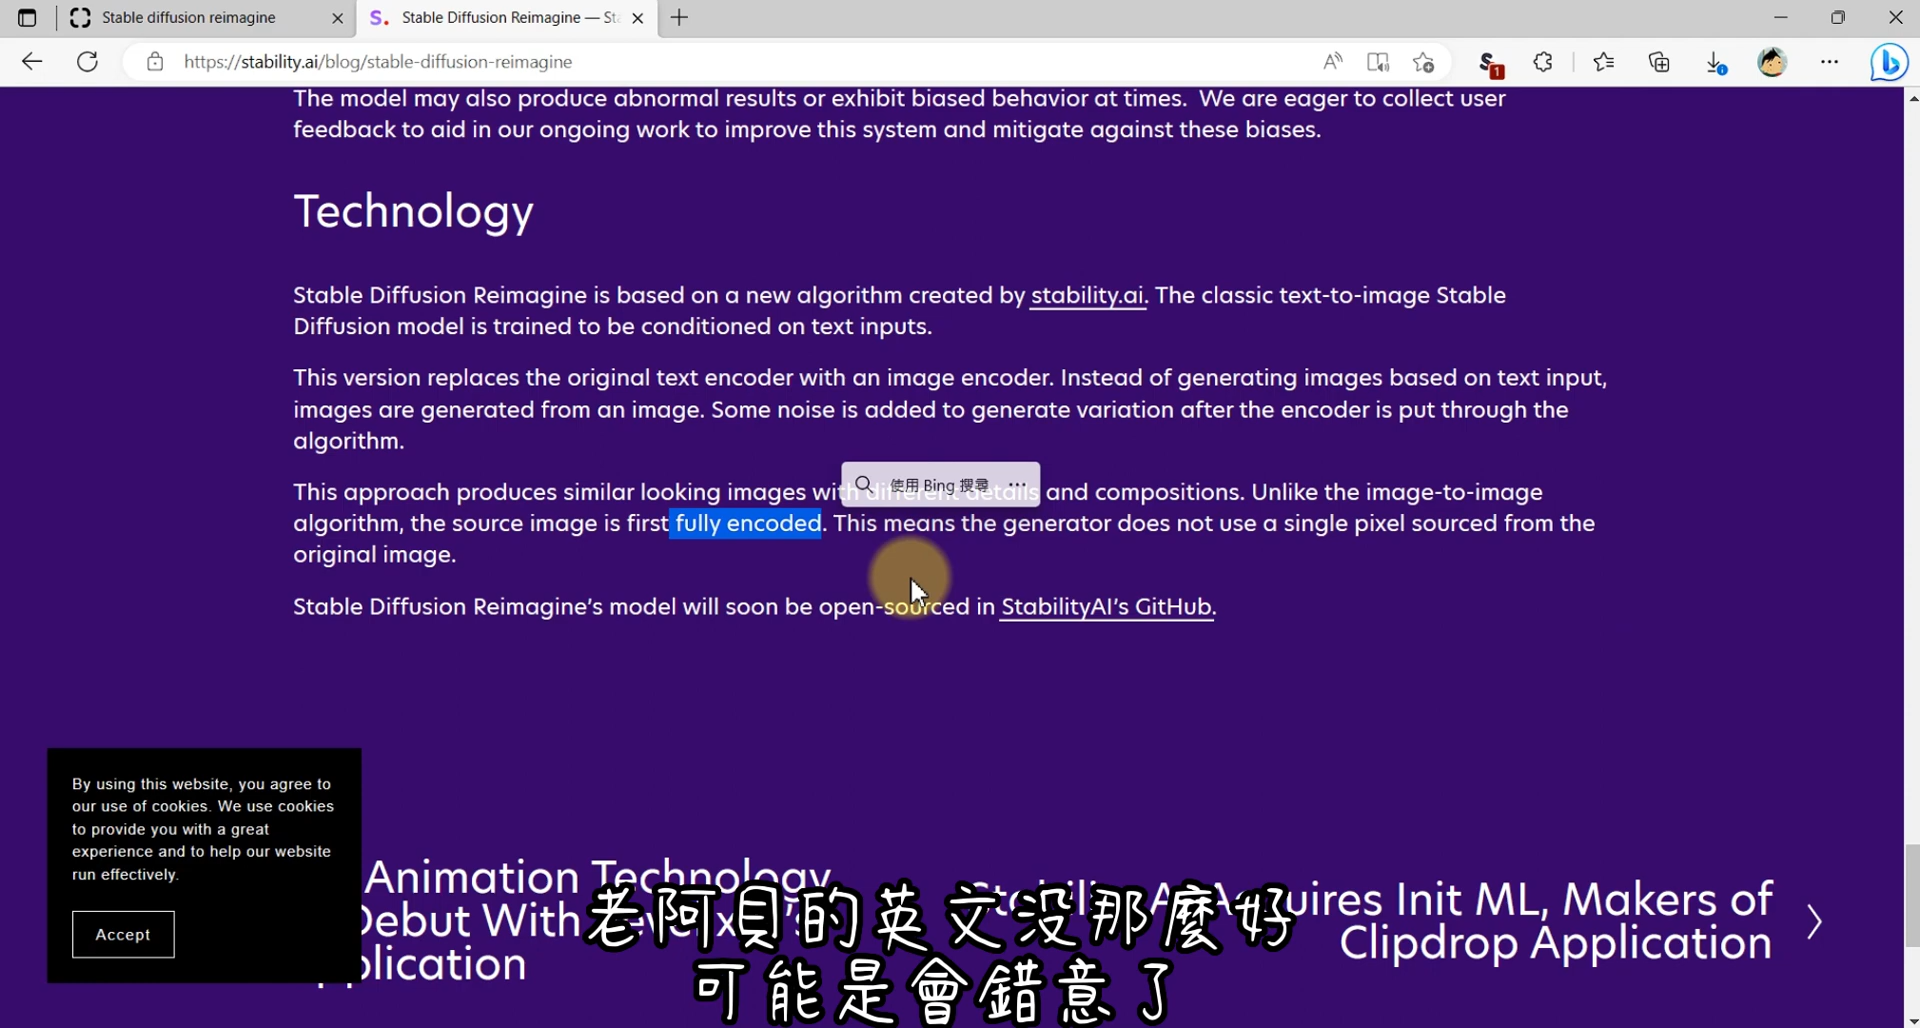 Stable diffusion reimagine
S. Stable Diffusion Reimagine — St
https://stability.ai/blog/stable-diffusion-reimagine
1
The model may also produce abnormal results or exhibit biased behavior at times. We are eager to collect user
feedback to aid in our ongoing work to improve this system and mitigate against these biases.
Technology
Stable Diffusion Reimagine is based on a new algorithm created by stability.ai. The classic text-to-image Stable
Diffusion model is trained to be conditioned on text inputs.
This version replaces the original text encoder with an image encoder. Instead of generating images based on text input,
images are generated from an image. Some noise is added to generate variation after the encoder is put through the
algorithm.
使用 Bing 搜尋 ···
This approach produces similar looking images with different details and compositions. Unlike the image-to-image
algorithm, the source image is first fully encoded. This means the generator does not use a single pixel sourced from the
original image.
Stable Diffusion Reimagine's model will soon be open-sourced in StabilityAI's GitHub.
By using this website, you agree to
our use of cookies. We use cookies
to provide you with a great
experience and to help our website
run effectively.
Accept
Animation Technology
Debut With
plication
Acquires Init ML, Makers of
Clipdrop Application
老阿貝的英文沒那麼好
可能是會錯意了